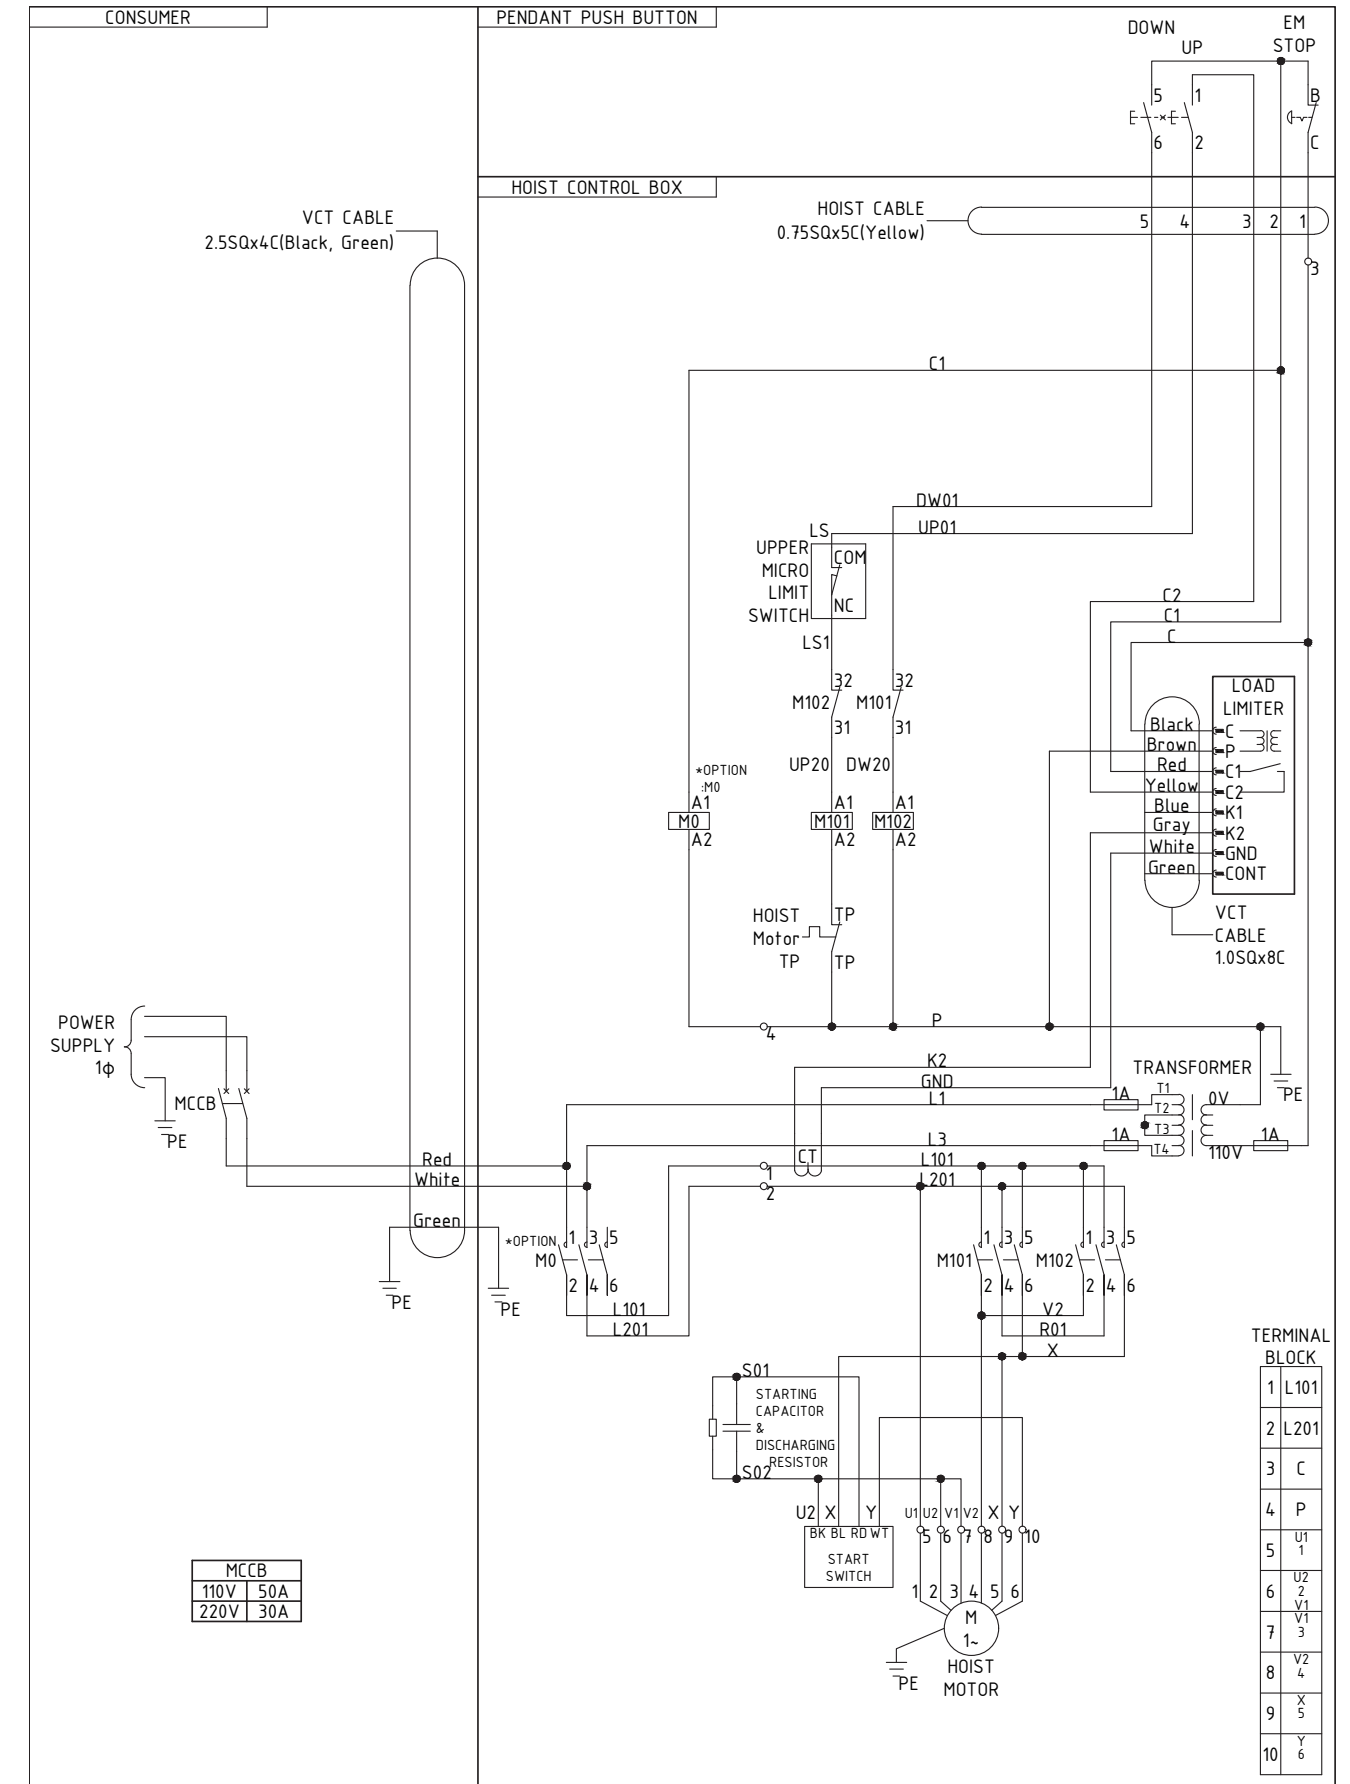 CONSUMER
PENDANT PUSH BUTTON
DOWN
UP
EM
STOP
5
1
B
6
2
C
HOIST CONTROL BOX
VCT CABLE
2.5SQx4C(Black, Green)
HOIST CABLE
0.75SQx5C(Yellow)
5
4
3
2
1
3
C1
DW01
UP01
LS
UPPER
MICRO
LIMIT
SWITCH
COM
NC
LS1
C2
C1
C
32
M102
31
32
M101
31
UP20
DW20
*OPTION
:M0
A1
M0
A2
A1
M101
A2
A1
M102
A2
LOAD
LIMITER
Black
C
Brown
P
Red
C1
Yellow
C2
Blue
K1
Gray
K2
White
GND
Green
CONT
VCT
CABLE
1.0SQx8C
HOIST
Motor
TP
TP
TP
POWER
SUPPLY
1ϕ
MCCB
PE
P
4
K2
GND
L1
L3
L101
L201
TRANSFORMER
1A
1A
T1
T2
T3
T4
0V
110V
1A
PE
CT
1
2
Red
White
Green
PE
PE
*OPTION
M0
1
3
5
2
4
6
L101
L201
M101
1
3
5
2
4
6
M102
1
3
5
2
4
6
V2
R01
X
S01
STARTING
CAPACITOR
&
DISCHARGING
RESISTOR
S02
U2
X
Y
BK BL RD WT
START
SWITCH
U1
U2
V1
V2
X
Y
5
6
7
8
9
10
1
2
3
4
5
6
M
1~
HOIST
MOTOR
PE
MCCB
110V 50A
220V 30A
TERMINAL
BLOCK
1 L101
2 L201
3 C
4 P
5 U1
1
6 U2
2
V1
7 V1
3
8 V2
4
9 X
5
10 Y
6